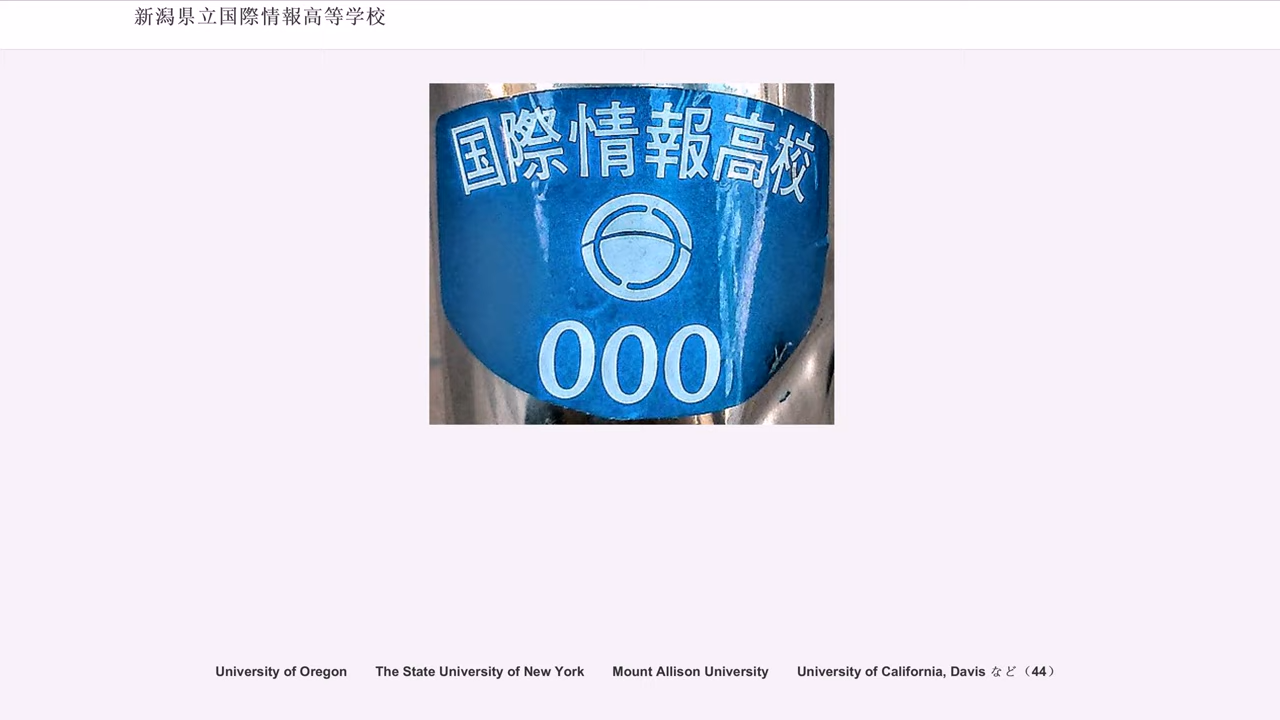 新潟県立国際情報高等学校
国際情報高校
000
University of Oregon The State University of New York Mount Allison University University of California, Davis など（44）